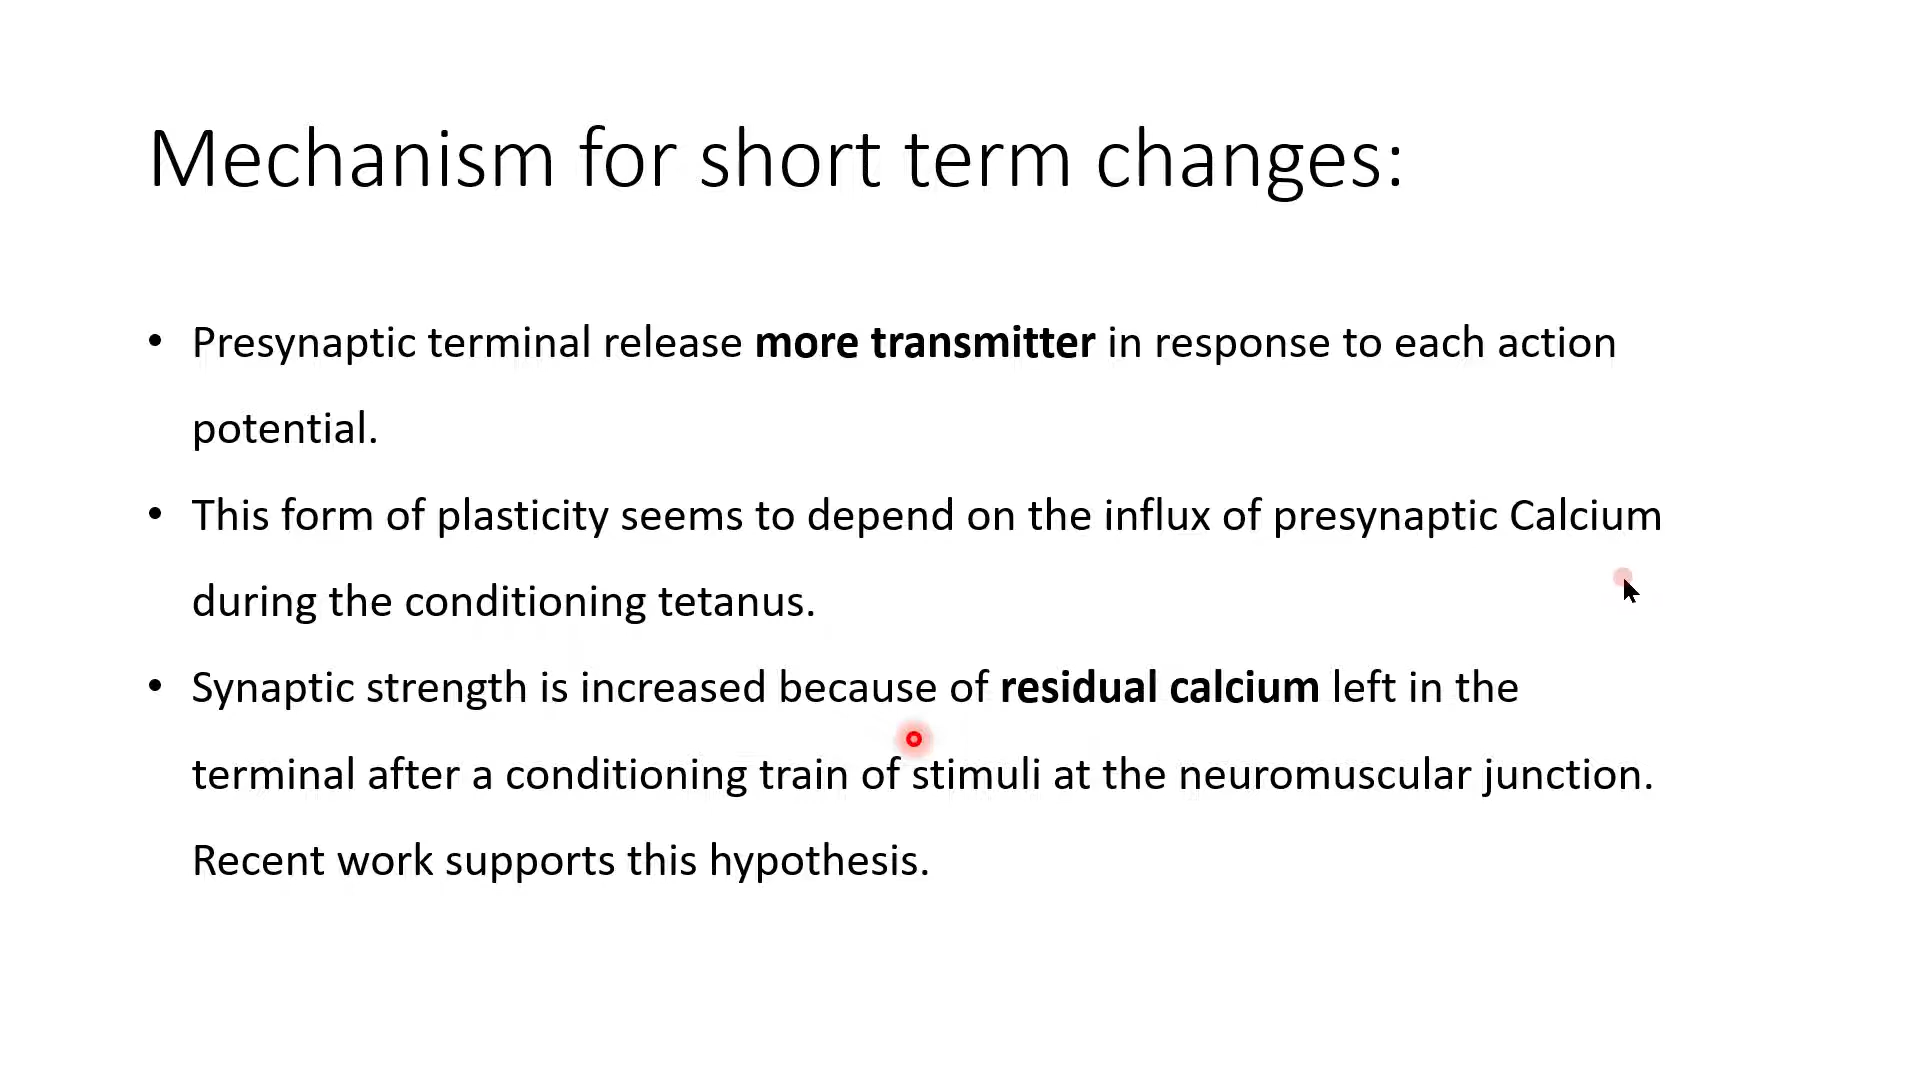 Mechanism for short term changes:
• Presynaptic terminal release more transmitter in response to each action
potential.
• This form of plasticity seems to depend on the influx of presynaptic Calcium
during the conditioning tetanus.
• Synaptic strength is increased because of residual calcium left in the
terminal after a conditioning train of stimuli at the neuromuscular junction.
Recent work supports this hypothesis.